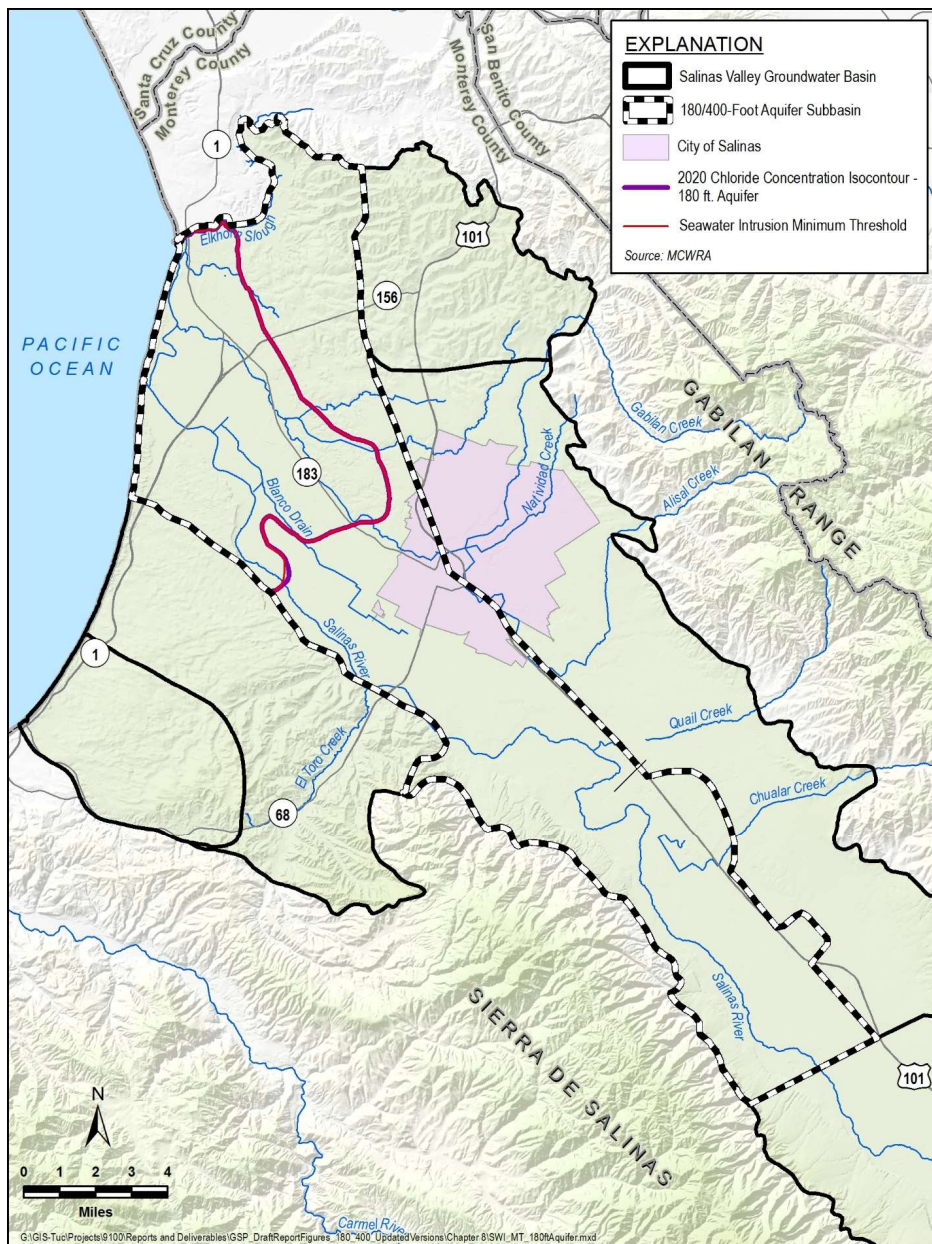 Santa Cruz County
Monterey County
San Benito County
Monterey County
EXPLANATION
Salinas Valley Groundwater Basin
180/400-Foot Aquifer Subbasin
City of Salinas
2020 Chloride Concentration Isocontour -
180 ft. Aquifer
Seawater Intrusion Minimum Threshold
Source: MCWRA
1
Elkhorn Slough
101
156
PACIFIC
OCEAN
GABILAN
RANGE
Gabilan Creek
Natividad Creek
Alisal Creek
183
Blanco Drain
Salinas River
1
El Toro Creek
68
Quail Creek
Chualar Creek
Salinas River
SIERRA DE SALINAS
101
N
0 1 2 3 4
Miles
Carmel River
G:\GIS-Tuc\Projects\9100\Reports and Deliverables\GSP_DraftReportFigures_180_400_UpdatedVersions\Chapter 8\SWI_MT_180ftAquifer.mxd